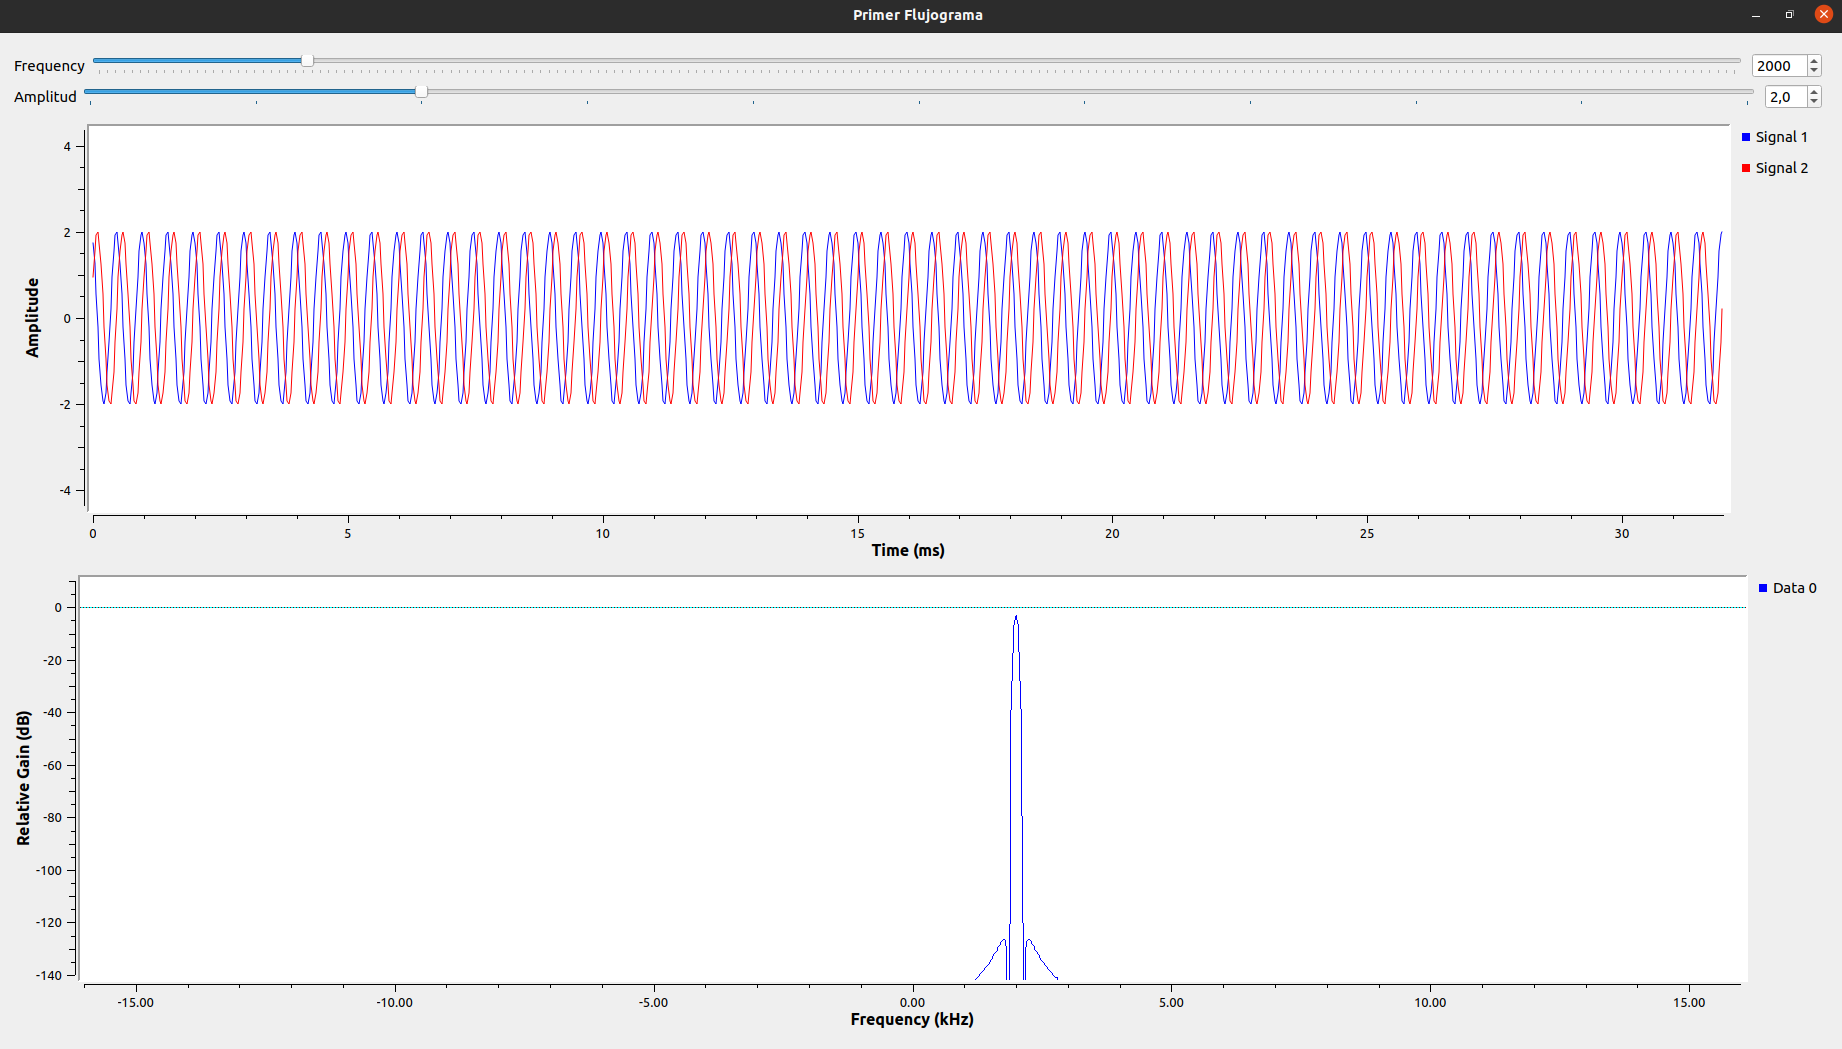 Primer Flujograma
Frequency
2000
Amplitud
2,0
Signal 1
Signal 2
4
2
0
-2
-4
Amplitude
0 5 10 15 20 25 30
Time (ms)
Data 0
0
-20
-40
-60
-80
-100
-120
-140
Relative Gain (dB)
-15.00 -10.00 -5.00 0.00 5.00 10.00 15.00
Frequency (kHz)